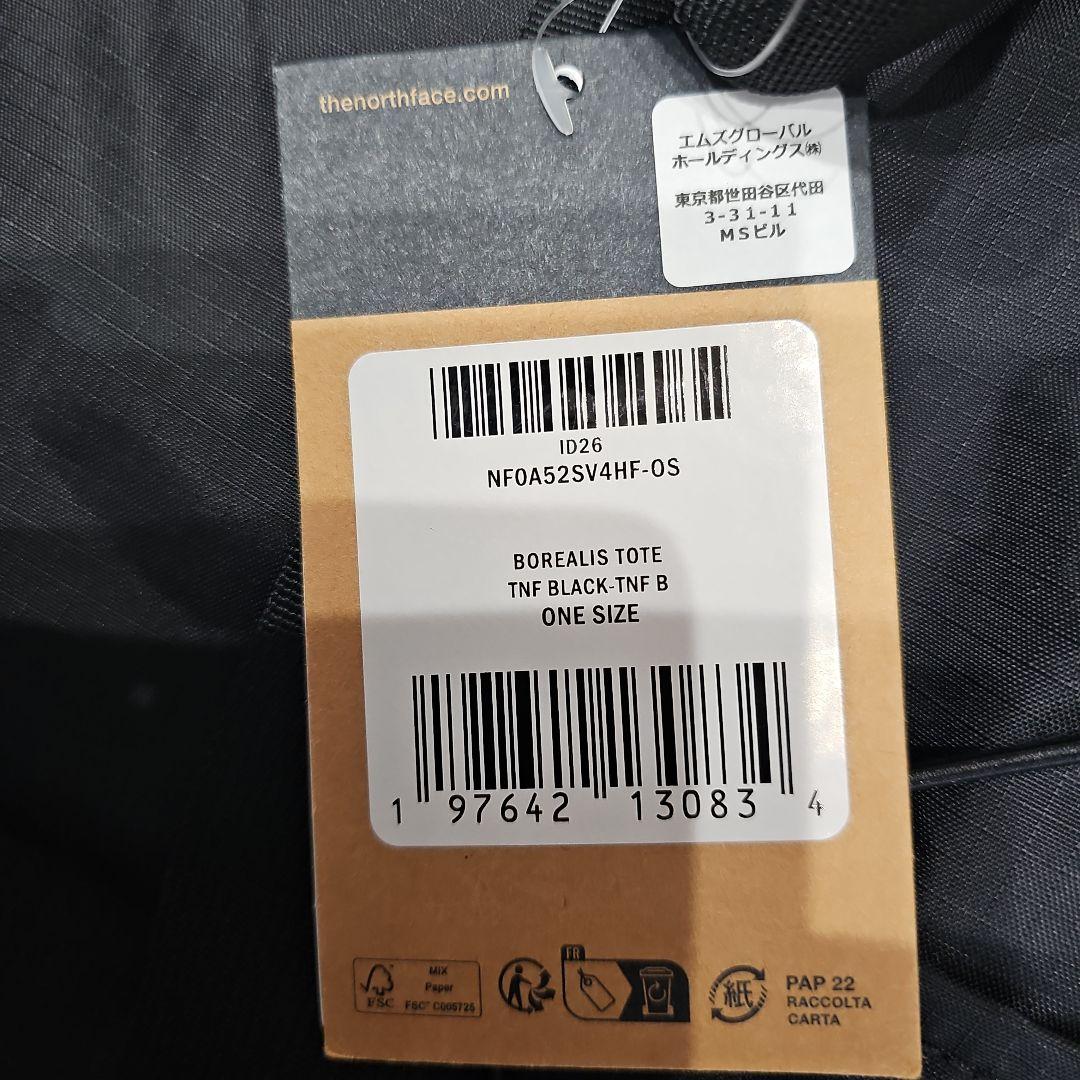 thenorthface.com
エムズグローバル
ホールディングス㈱
東京都世田谷区代田
3-31-11
MSビル
ID26
NF0A52SV4HF-OS
BOREALIS TOTE
TNF BLACK-TNF B
ONE SIZE
1 97642 13083 4
FSC
MIX
Paper
FSC® C005725
FR
紙
PAP 22
RACCOLTA
CARTA